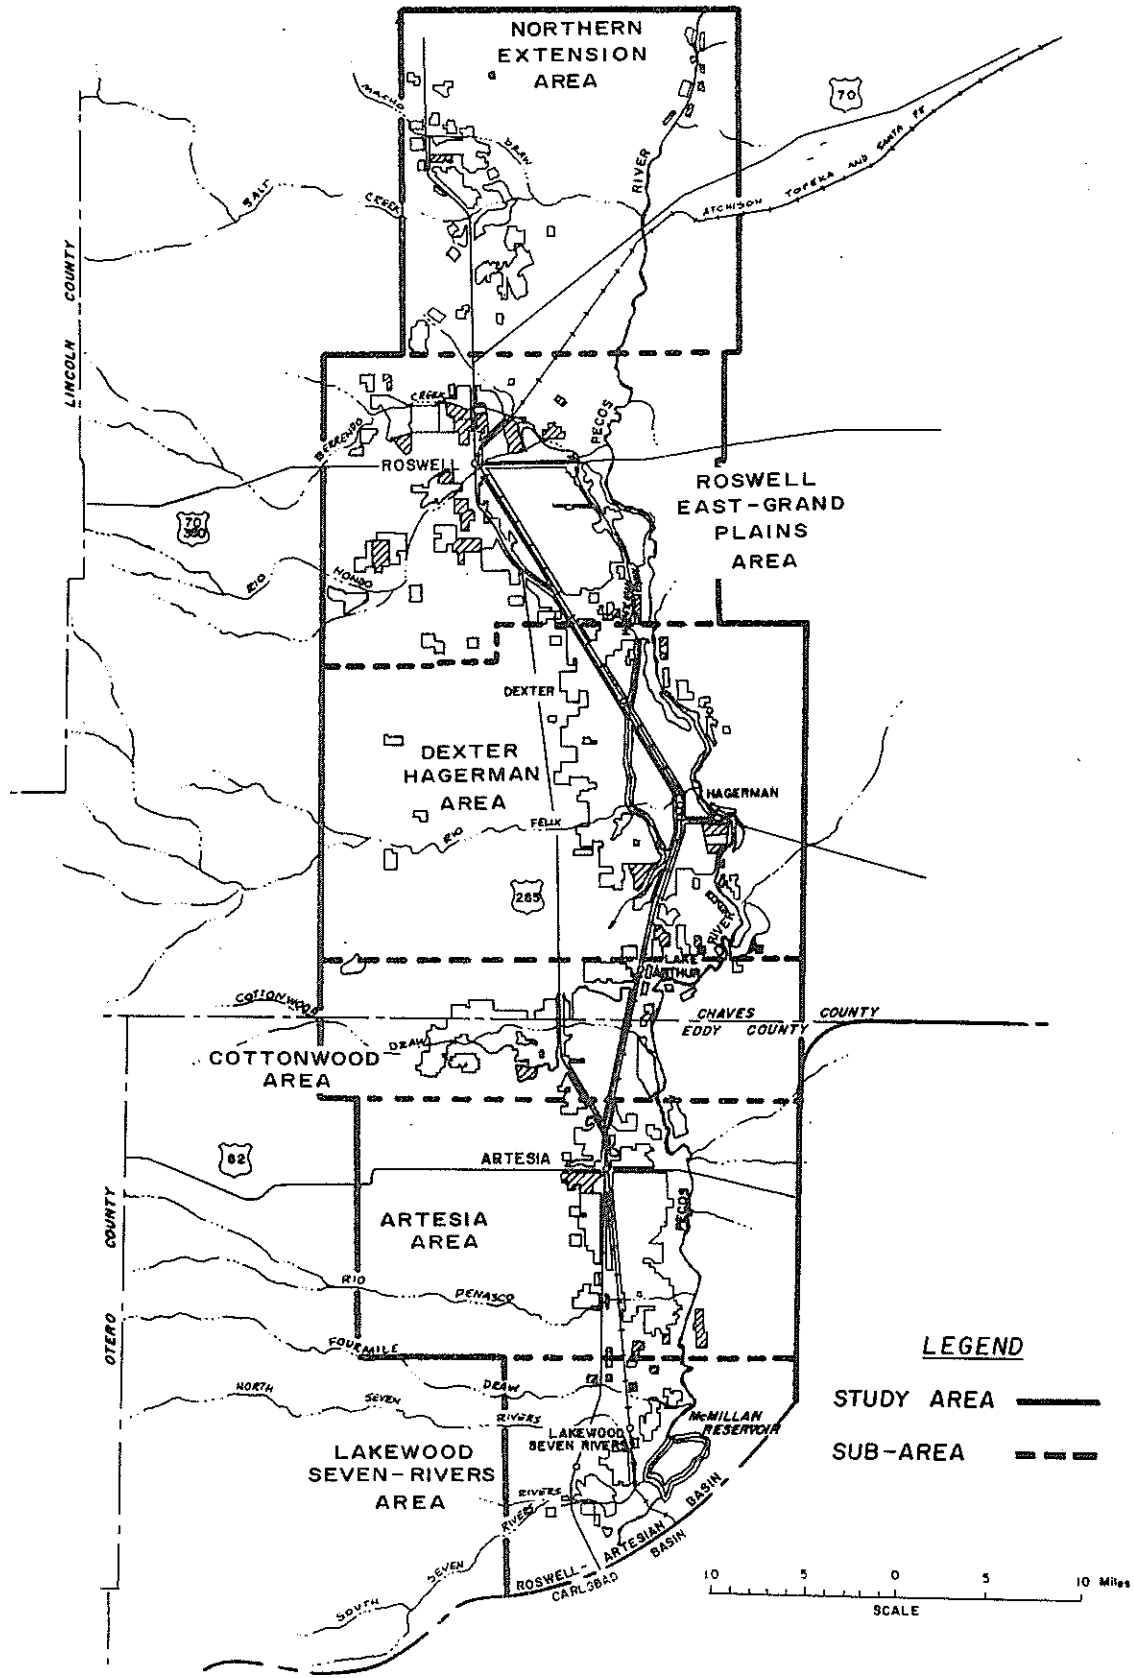 NORTHERN
EXTENSION
AREA
70
MACHO
DRAW
RIVER
ATCHISON TOPEKA AND SANTA FE
SALT
CREEK
LINCOLN COUNTY
CREEK
BERRENDO
PECOS
ROSWELL
ROSWELL
EAST-GRAND
PLAINS
AREA
70
380
RIO
HONDO
DEXTER
DEXTER
HAGERMAN
AREA
HAGERMAN
RIO
FELIX
285
RIVER
LAKE
ARTHUR
COTTONWOOD
CHAVES COUNTY
EDDY COUNTY
DRAW
COTTONWOOD
AREA
82
ARTESIA
ARTESIA
AREA
PECOS
OTERO COUNTY
RIO
PENASCO
FOURMILE
DRAW
LEGEND
STUDY AREA
SUB-AREA
NORTH
SEVEN
RIVERS
LAKEWOOD
SEVEN RIVERS
McMILLAN
RESERVOIR
LAKEWOOD
SEVEN-RIVERS
AREA
RIVERS
RIVERS
SEVEN
SOUTH
ROSWELL-ARTESIAN BASIN
CARLSBAD BASIN
10 5 0 5 10 Miles
SCALE